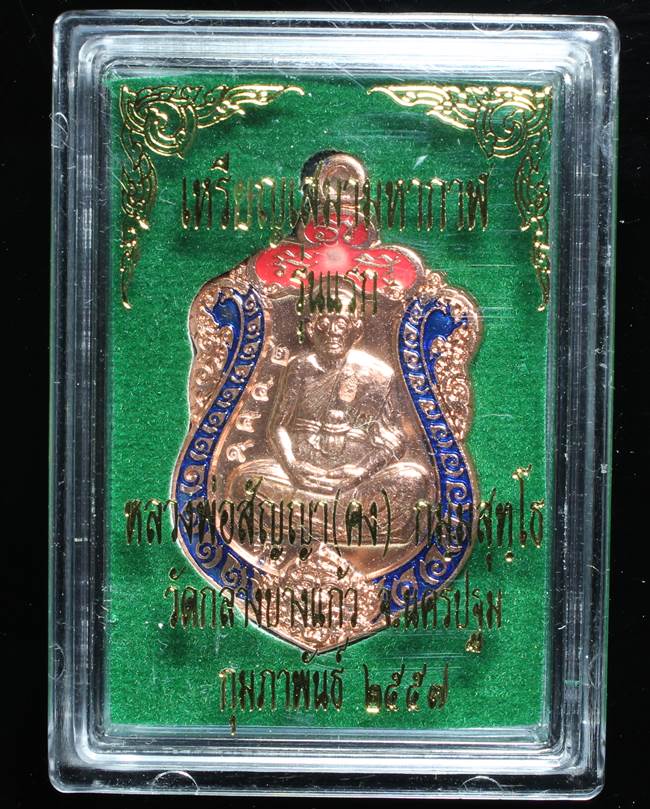 เหรียญเสมามหาลาภ
รุ่นแรก
หลวงพ่อสัญญา(คง) กมฺมสุทฺโธ
วัดกลางบางแก้ว จ.นครปฐม
กุมภาพันธ์ ๒๕๕๗